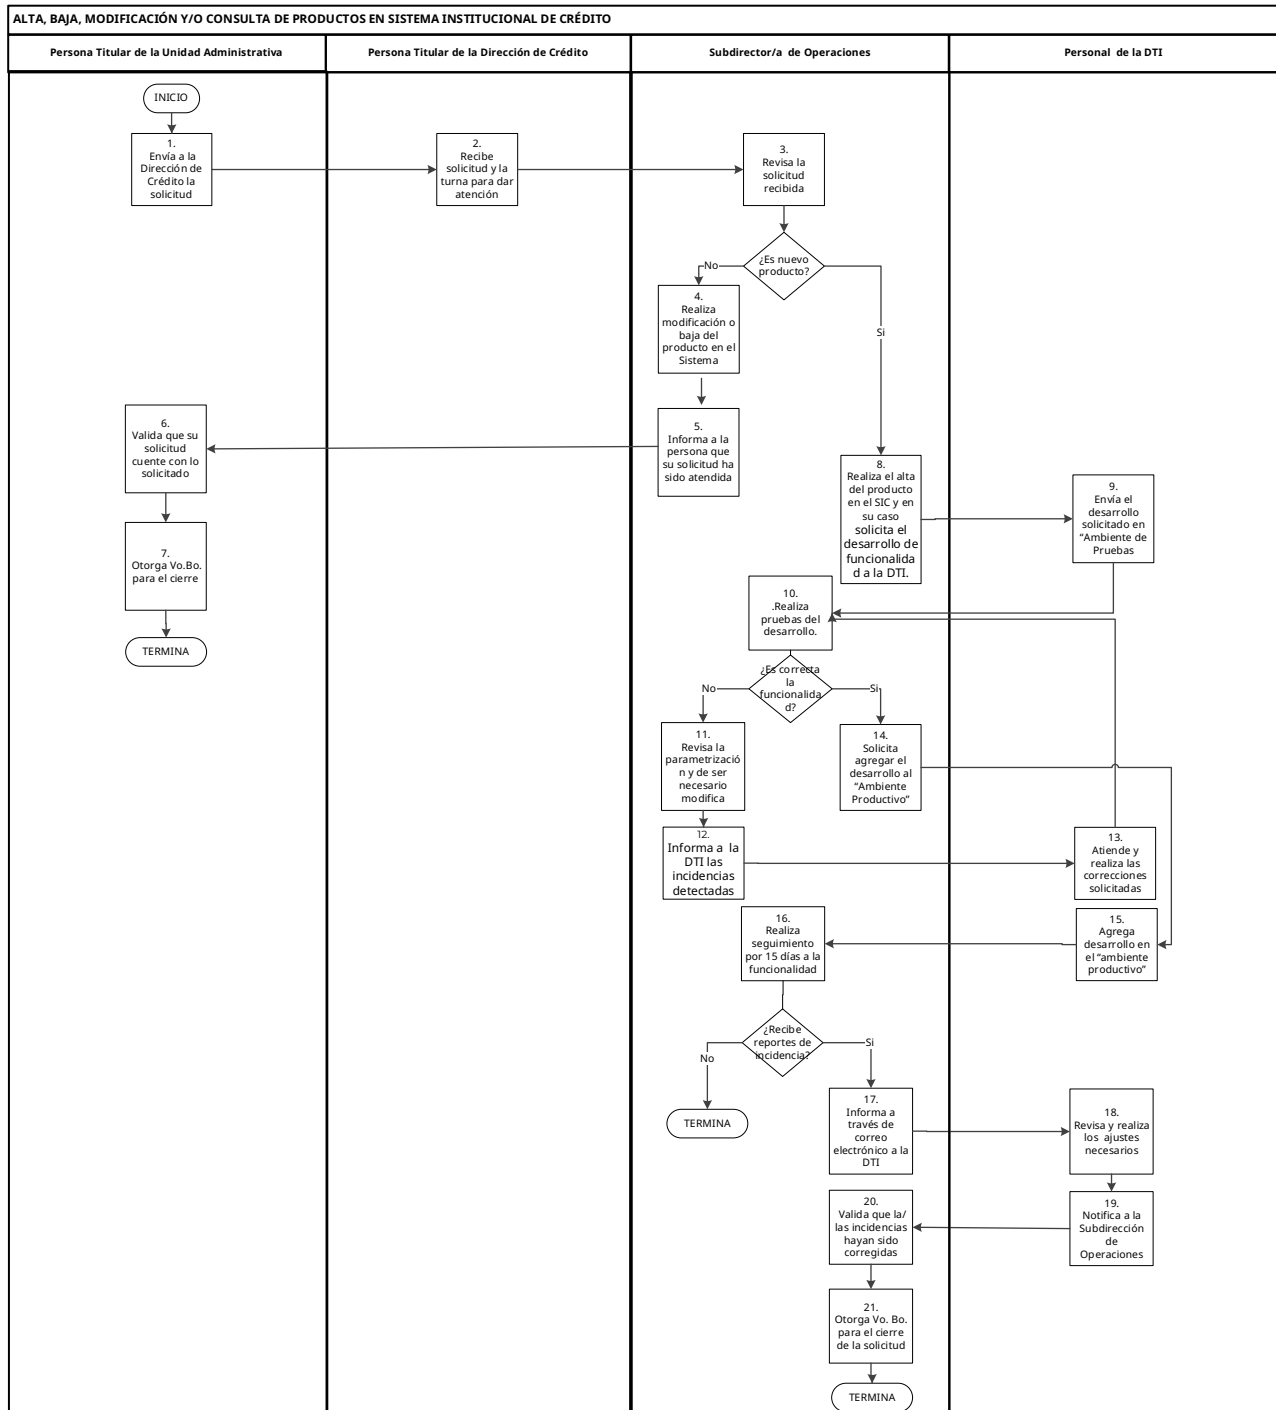 ALTA, BAJA, MODIFICACIÓN Y/O CONSULTA DE PRODUCTOS EN SISTEMA INSTITUCIONAL DE CRÉDITO
Persona Titular de la Unidad Administrativa
Persona Titular de la Dirección de Crédito
Subdirector/a de Operaciones
Personal de la DTI
INICIO
1.
Envía a la
Dirección de
Crédito la
solicitud
2.
Recibe
solicitud y la
turna para dar
atención
3.
Revisa la
solicitud
recibida
¿Es nuevo
producto?
No
Si
4.
Realiza
modificación o
baja del
producto en el
Sistema
5.
Informa a la
persona que
su solicitud ha
sido atendida
6.
Valida que su
solicitud
cuente con lo
solicitado
7.
Otorga Vo.Bo.
para el cierre
TERMINA
8.
Realiza el alta
del producto
en el SIC y en
su caso
solicita el
desarrollo de
funcionalida
d a la DTI.
9.
Envía el
desarrollo
solicitado en
“Ambiente de
Pruebas
10.
.Realiza
pruebas del
desarrollo.
¿Es correcta
la
funcionalida
d?
No
Si
11.
Revisa la
parametrizació
n y de ser
necesario
modifica
12.
Informa a la
DTI las
incidencias
detectadas
13.
Atiende y
realiza las
correcciones
solicitadas
14.
Solicita
agregar el
desarrollo al
“Ambiente
Productivo”
15.
Agrega
desarrollo en
el “ambiente
productivo”
16.
Realiza
seguimiento
por 15 días a la
funcionalidad
¿Recibe
reportes de
incidencia?
No
Si
TERMINA
17.
Informa a
través de
correo
electrónico a la
DTI
18.
Revisa y realiza
los ajustes
necesarios
19.
Notifica a la
Subdirección
de
Operaciones
20.
Valida que la/
las incidencias
hayan sido
corregidas
21.
Otorga Vo. Bo.
para el cierre
de la solicitud
TERMINA